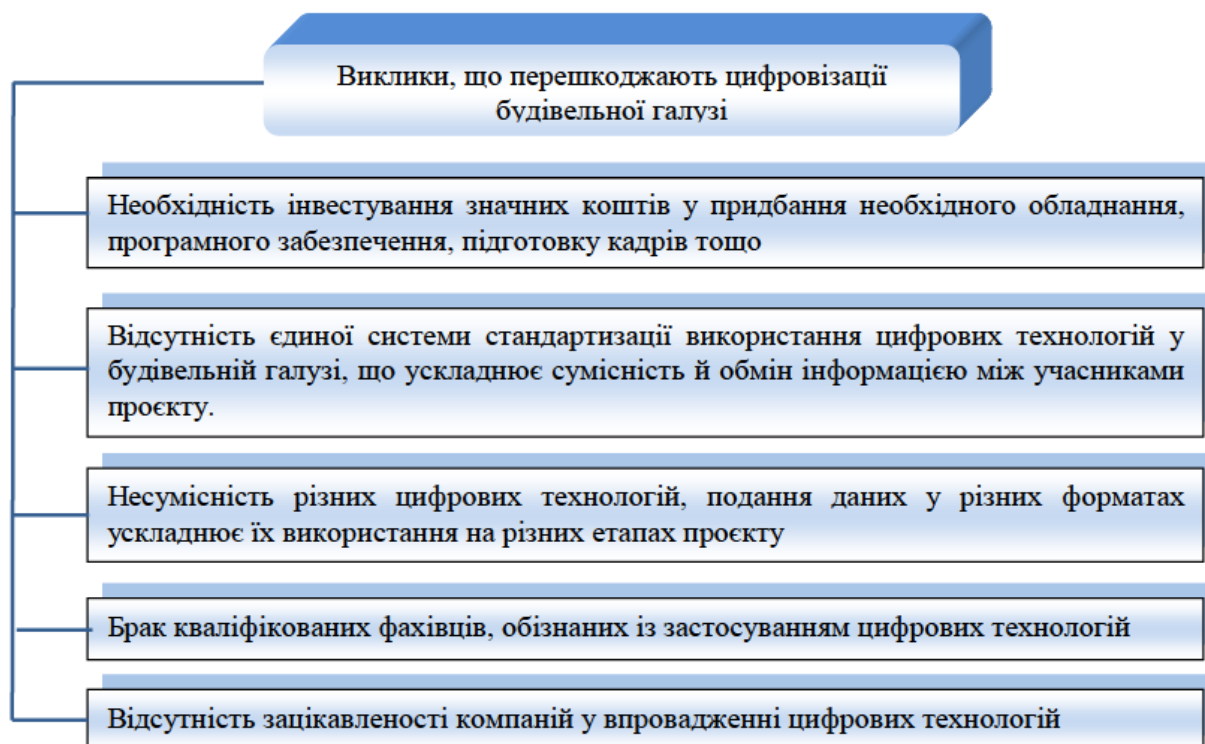 Виклики, що перешкоджають цифровізації
будівельної галузі
Необхідність інвестування значних коштів у придбання необхідного обладнання,
програмного забезпечення, підготовку кадрів тощо
Відсутність єдиної системи стандартизації використання цифрових технологій у
будівельній галузі, що ускладнює сумісність й обмін інформацією між учасниками
проєкту.
Несумісність різних цифрових технологій, подання даних у різних форматах
ускладнює їх використання на різних етапах проєкту
Брак кваліфікованих фахівців, обізнаних із застосуванням цифрових технологій
Відсутність зацікавленості компаній у впровадженні цифрових технологій